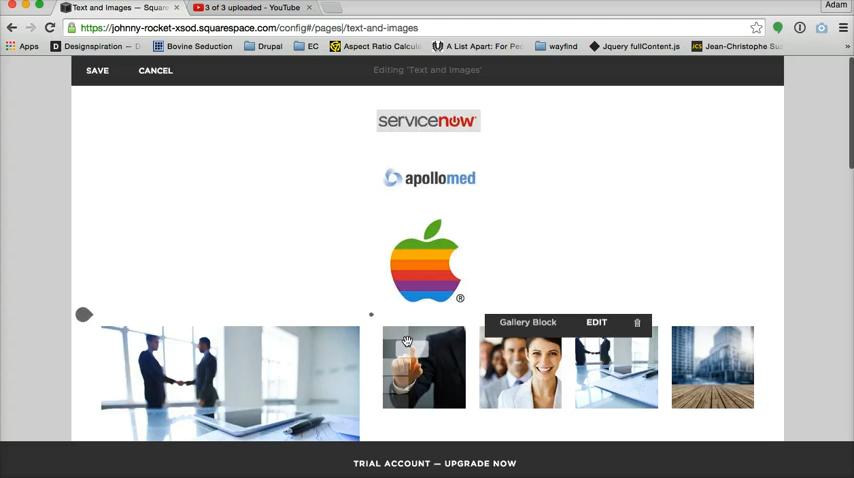 Text and Images — Square
3 of 3 uploaded - YouTube
Adam
https://johnny-rocket-xsod.squarespace.com/config#/pages|/text-and-images
Apps
Designspiration —
Bovine Seduction
Drupal
EC
Aspect Ratio Calcula
A List Apart: For Peo
wayfind
Jquery fullContent.js
Jean-Christophe Sua
SAVE
CANCEL
Editing 'Text and Images'
servicenow
apollomed
®
Gallery Block
EDIT
TRIAL ACCOUNT — UPGRADE NOW